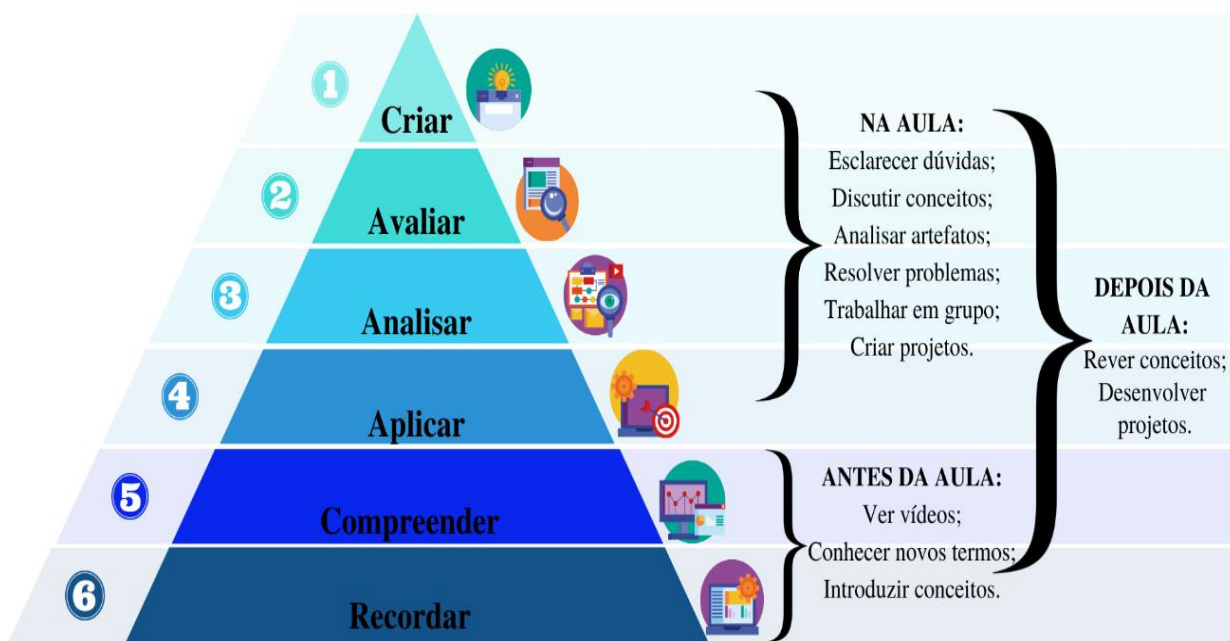 1
Criar
2
Avaliar
3
Analisar
4
Aplicar
5
Compreender
6
Recordar
NA AULA:
Esclarecer dúvidas;
Discutir conceitos;
Analisar artefatos;
Resolver problemas;
Trabalhar em grupo;
Criar projetos.
ANTES DA AULA:
Ver vídeos;
Conhecer novos termos;
Introduzir conceitos.
DEPOIS DA
AULA:
Rever conceitos;
Desenvolver
projetos.